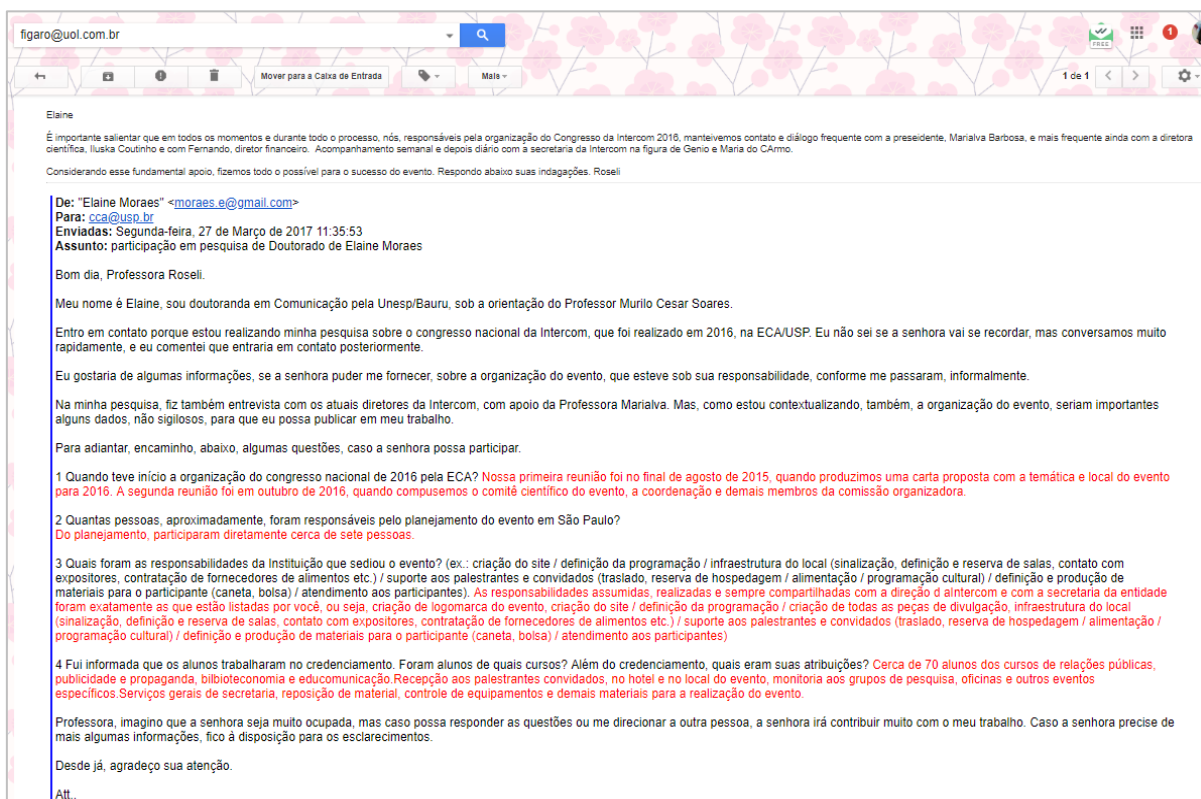 figaro@uol.com.br
FREE
1
Mover para a Caixa de Entrada
Mais
1 de 1
Elaine
É importante salientar que em todos os momentos e durante todo o processo, nós, responsáveis pela organização do Congresso da Intercom 2016, manteivemos contato e diálogo frequente com a preseidente, Marialva Barbosa, e mais frequente ainda com a diretora
científica, Iluska Coutinho e com Fernando, diretor financeiro. Acompanhamento semanal e depois diário com a secretaria da Intercom na figura de Genio e Maria do CArmo.
Considerando esse fundamental apoio, fizemos todo o possível para o sucesso do evento. Respondo abaixo suas indagações. Roseli
De: "Elaine Moraes" <moraes.e@gmail.com>
Para: cca@usp.br
Enviadas: Segunda-feira, 27 de Março de 2017 11:35:53
Assunto: participação em pesquisa de Doutorado de Elaine Moraes
Bom dia, Professora Roseli.
Meu nome é Elaine, sou doutoranda em Comunicação pela Unesp/Bauru, sob a orientação do Professor Murilo Cesar Soares.
Entro em contato porque estou realizando minha pesquisa sobre o congresso nacional da Intercom, que foi realizado em 2016, na ECA/USP. Eu não sei se a senhora vai se recordar, mas conversamos muito
rapidamente, e eu comentei que entraria em contato posteriormente.
Eu gostaria de algumas informações, se a senhora puder me fornecer, sobre a organização do evento, que esteve sob sua responsabilidade, conforme me passaram, informalmente.
Na minha pesquisa, fiz também entrevista com os atuais diretores da Intercom, com apoio da Professora Marialva. Mas, como estou contextualizando, também, a organização do evento, seriam importantes
alguns dados, não sigilosos, para que eu possa publicar em meu trabalho.
Para adiantar, encaminho, abaixo, algumas questões, caso a senhora possa participar.
1 Quando teve início a organização do congresso nacional de 2016 pela ECA? Nossa primeira reunião foi no final de agosto de 2015, quando produzimos uma carta proposta com a temática e local do evento
para 2016. A segunda reunião foi em outubro de 2016, quando compusemos o comitê científico do evento, a coordenação e demais membros da comissão organizadora.
2 Quantas pessoas, aproximadamente, foram responsáveis pelo planejamento do evento em São Paulo?
Do planejamento, participaram diretamente cerca de sete pessoas.
3 Quais foram as responsabilidades da Instituição que sediou o evento? (ex.: criação do site / definição da programação / infraestrutura do local (sinalização, definição e reserva de salas, contato com
expositores, contratação de fornecedores de alimentos etc.) / suporte aos palestrantes e convidados (traslado, reserva de hospedagem / alimentação / programação cultural) / definição e produção de
materiais para o participante (caneta, bolsa) / atendimento aos participantes). As responsabilidades assumidas, realizadas e sempre compartilhadas com a direção d aIntercom e com a secretaria da entidade
foram exatamente as que estão listadas por você, ou seja, criação de logomarca do evento, criação do site / definição da programação / criação de todas as peças de divulgação, infraestrutura do local
(sinalização, definição e reserva de salas, contato com expositores, contratação de fornecedores de alimentos etc.) / suporte aos palestrantes e convidados (traslado, reserva de hospedagem / alimentação /
programação cultural) / definição e produção de materiais para o participante (caneta, bolsa) / atendimento aos participantes)
4 Fui informada que os alunos trabalharam no credenciamento. Foram alunos de quais cursos? Além do credenciamento, quais eram suas atribuições? Cerca de 70 alunos dos cursos de relações públicas,
publicidade e propaganda, bilbioteconomia e educomunicação.Recepção aos palestrantes convidados, no hotel e no local do evento, monitoria aos grupos de pesquisa, oficinas e outros eventos
específicos.Serviços gerais de secretaria, reposição de material, controle de equipamentos e demais materiais para a realização do evento.
Professora, imagino que a senhora seja muito ocupada, mas caso possa responder as questões ou me direcionar a outra pessoa, a senhora irá contribuir muito com o meu trabalho. Caso a senhora precise de
mais algumas informações, fico à disposição para os esclarecimentos.
Desde já, agradeço sua atenção.
Att.,